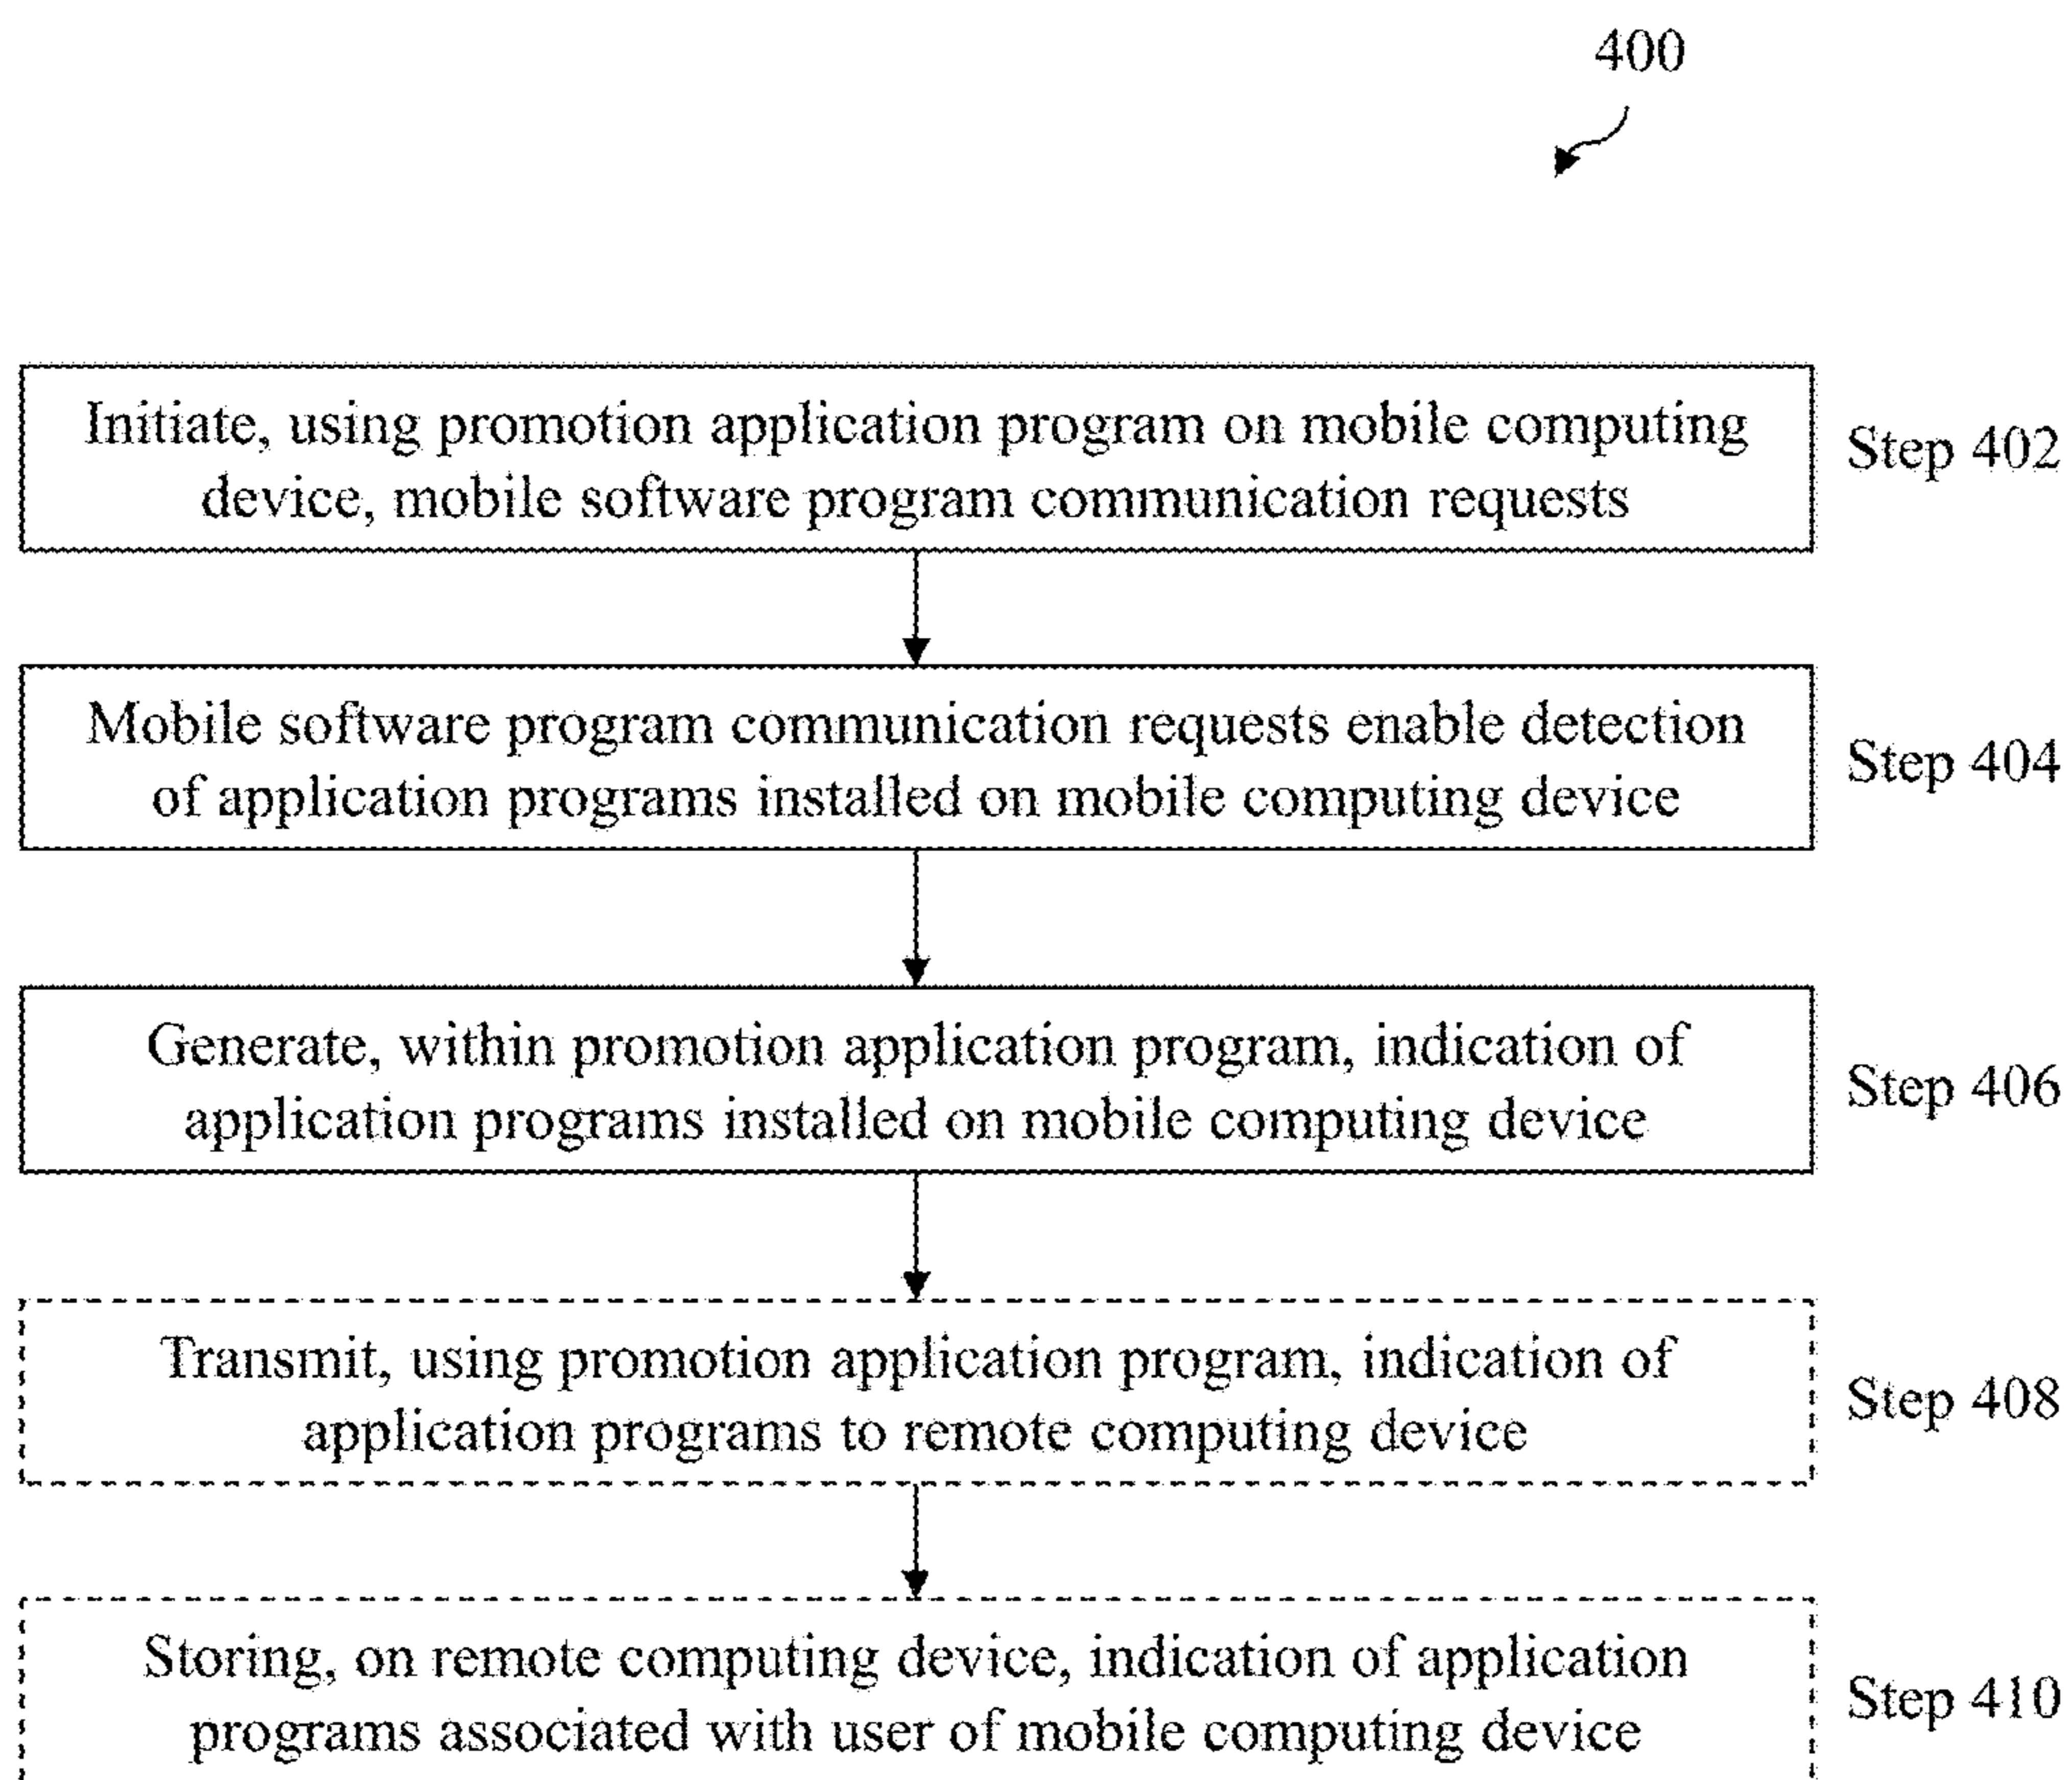 400
Initiate, using promotion application program on mobile computing
device, mobile software program communication requests
Step 402
Mobile software program communication requests enable detection
of application programs installed on mobile computing device
Step 404
Generate, within promotion application program, indication of
application programs installed on mobile computing device
Step 406
Transmit, using promotion application program, indication of
application programs to remote computing device
Step 408
Storing, on remote computing device, indication of application
programs associated with user of mobile computing device
Step 410